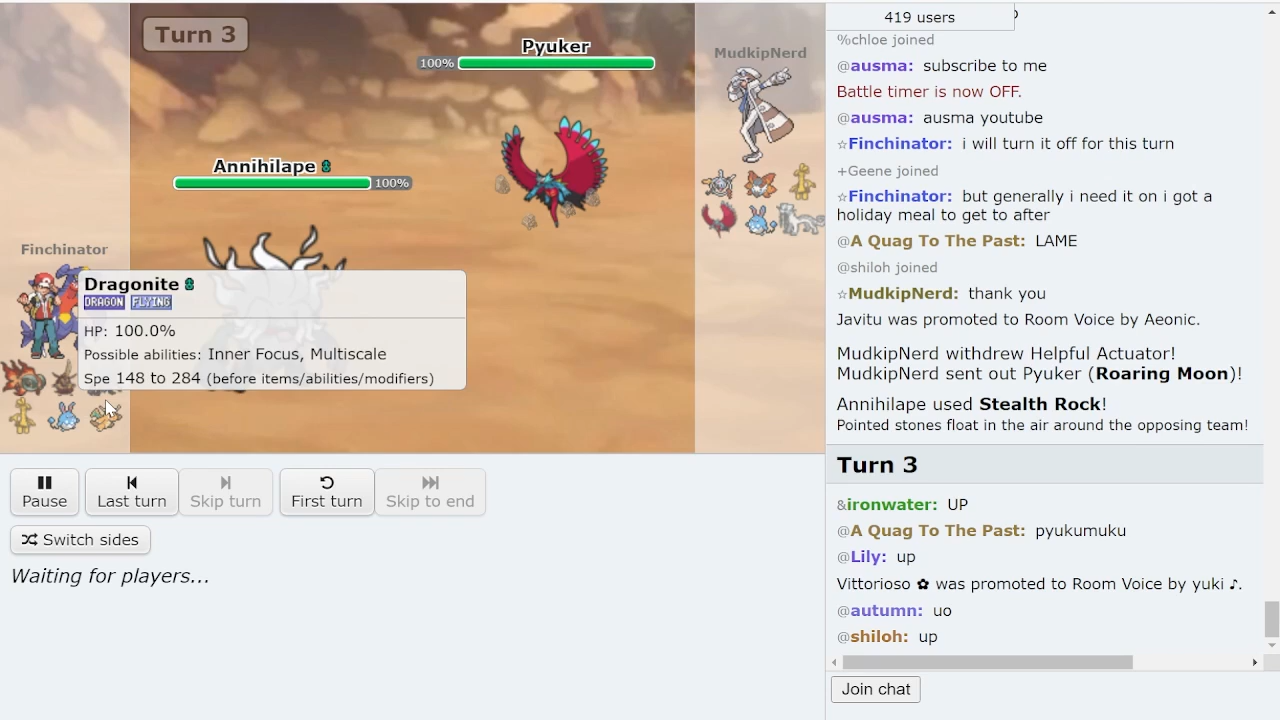 Turn 3
Pyuker
100%
MudkipNerd
Annihilape
100%
Finchinator
Dragonite
DRAGON FLYING
HP: 100.0%
Possible abilities: Inner Focus, Multiscale
Spe 148 to 284 (before items/abilities/modifiers)
Pause
Last turn
Skip turn
First turn
Skip to end
Switch sides
Waiting for players...
419 users
%chloe joined
@ausma: subscribe to me
Battle timer is now OFF.
@ausma: ausma youtube
☆Finchinator: i will turn it off for this turn
+Geene joined
☆Finchinator: but generally i need it on i got a
holiday meal to get to after
@A Quag To The Past: LAME
@shiloh joined
☆MudkipNerd: thank you
Javitu was promoted to Room Voice by Aeonic.
MudkipNerd withdrew Helpful Actuator!
MudkipNerd sent out Pyuker (Roaring Moon)!
Annihilape used Stealth Rock!
Pointed stones float in the air around the opposing team!
Turn 3
&ironwater: UP
@A Quag To The Past: pyukumuku
@Lily: up
Vittorioso ✿ was promoted to Room Voice by yuki ♪.
@autumn: uo
@shiloh: up
Join chat